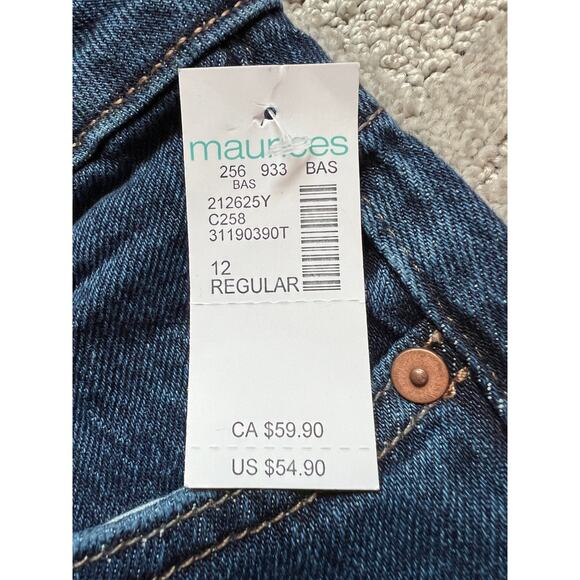 maurices
256 933 BAS
BAS
212625Y
C258
31190390T
12
REGULAR
CA $59.90
US $54.90